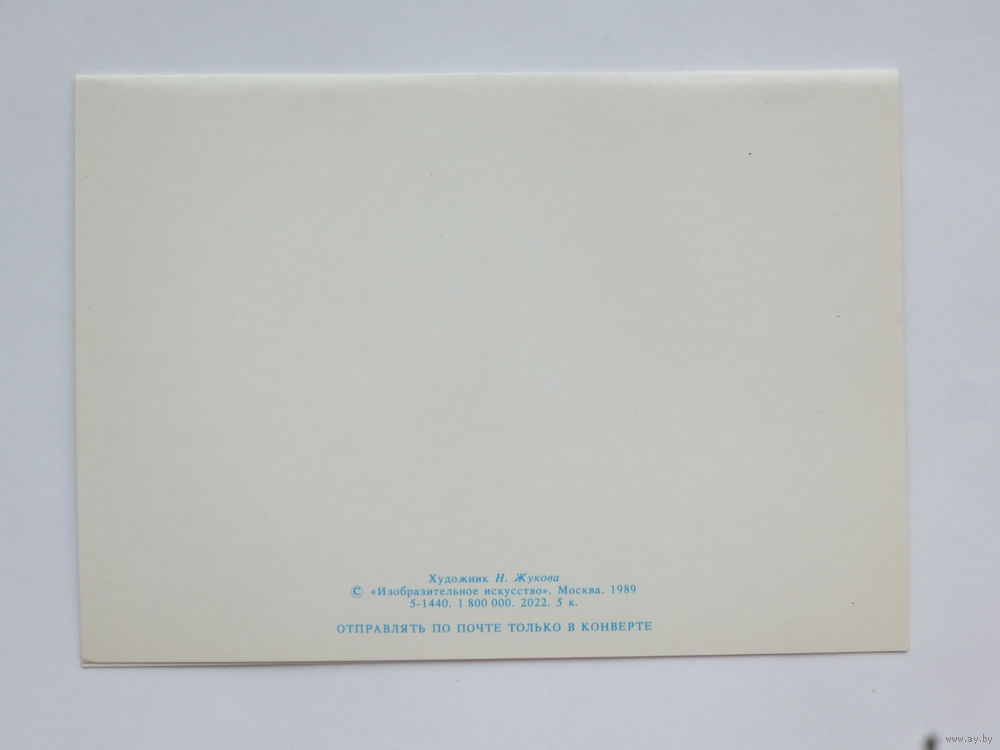 Художник Н. Жукова
© «Изобразительное искусство». Москва. 1989
5-1440. 1 800 000. 2022. 5 к.
ОТПРАВЛЯТЬ ПО ПОЧТЕ ТОЛЬКО В КОНВЕРТЕ
www.ay.by